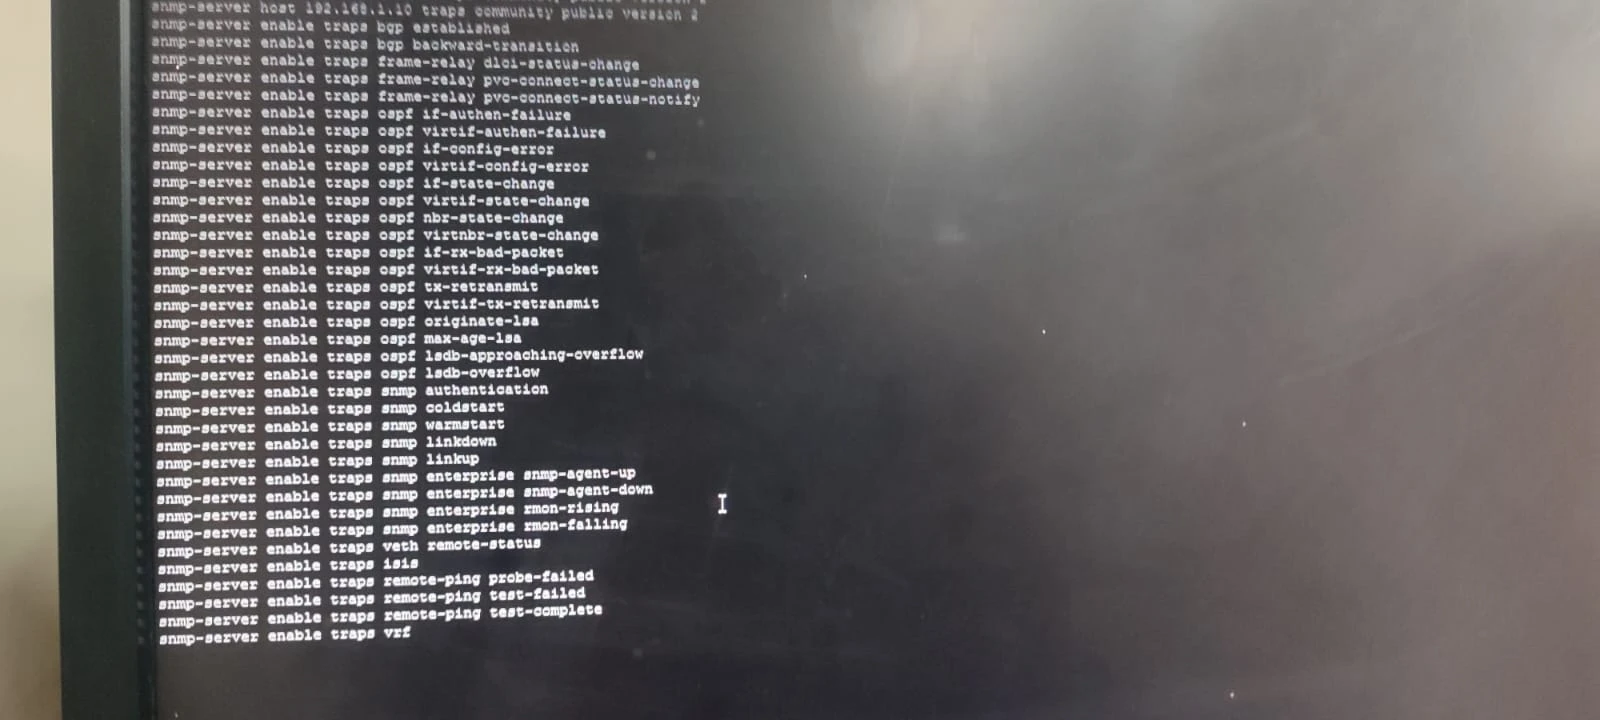 snmp-server host 192.168.1.10 traps community public version 2
snmp-server enable traps bgp established
snmp-server enable traps bgp backward-transition
snmp-server enable traps frame-relay dlci-status-change
snmp-server enable traps frame-relay pvc-connect-status-change
snmp-server enable traps frame-relay pvc-connect-status-notify
snmp-server enable traps ospf if-authen-failure
snmp-server enable traps ospf virtif-authen-failure
snmp-server enable traps ospf if-config-error
snmp-server enable traps ospf virtif-config-error
snmp-server enable traps ospf if-state-change
snmp-server enable traps ospf virtif-state-change
snmp-server enable traps ospf nbr-state-change
snmp-server enable traps ospf virtnbr-state-change
snmp-server enable traps ospf if-rx-bad-packet
snmp-server enable traps ospf virtif-rx-bad-packet
snmp-server enable traps ospf tx-retransmit
snmp-server enable traps ospf virtif-tx-retransmit
snmp-server enable traps ospf originate-lsa
snmp-server enable traps ospf max-age-lsa
snmp-server enable traps ospf lsdb-approaching-overflow
snmp-server enable traps ospf lsdb-overflow
snmp-server enable traps snmp authentication
snmp-server enable traps snmp coldstart
snmp-server enable traps snmp warmstart
snmp-server enable traps snmp linkdown
snmp-server enable traps snmp linkup
snmp-server enable traps snmp enterprise snmp-agent-up
snmp-server enable traps snmp enterprise snmp-agent-down
snmp-server enable traps snmp enterprise rmon-rising
snmp-server enable traps snmp enterprise rmon-falling
snmp-server enable traps veth remote-status
snmp-server enable traps isis
snmp-server enable traps remote-ping probe-failed
snmp-server enable traps remote-ping test-failed
snmp-server enable traps remote-ping test-complete
snmp-server enable traps vrf